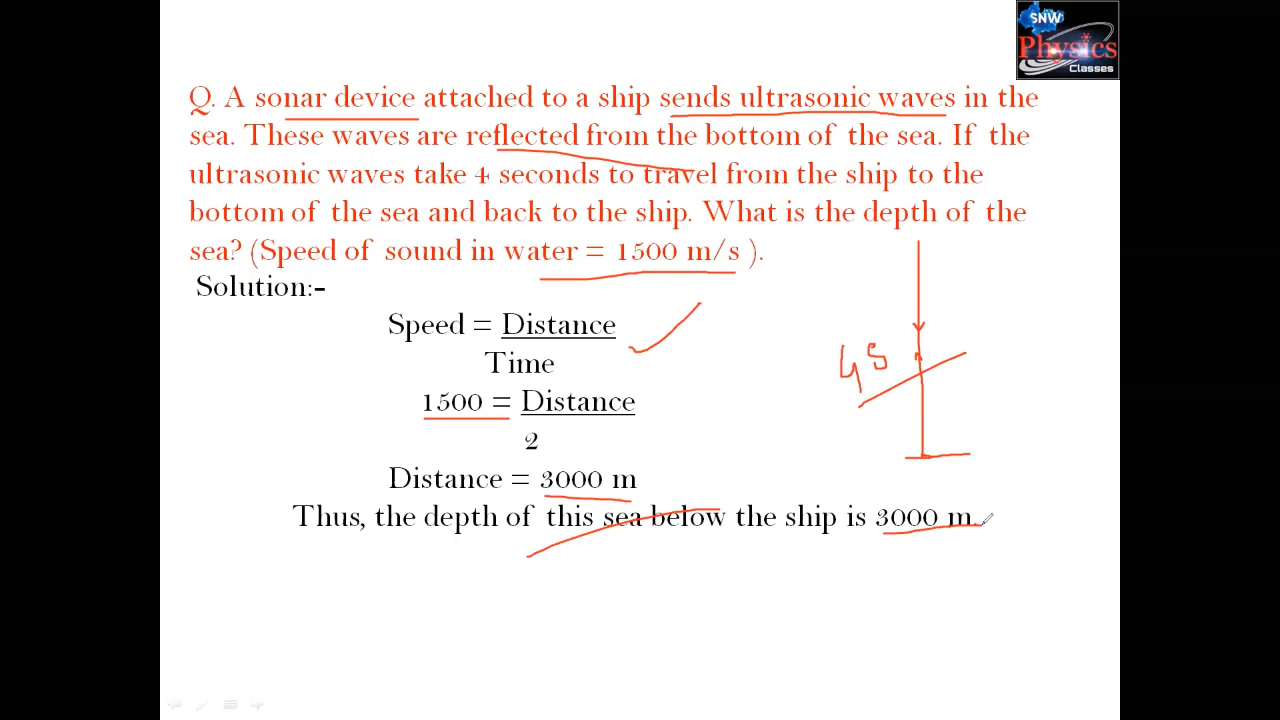 SNW
Physics
Classes
Q. A sonar device attached to a ship sends ultrasonic waves in the
sea. These waves are reflected from the bottom of the sea. If the
ultrasonic waves take 4 seconds to travel from the ship to the
bottom of the sea and back to the ship. What is the depth of the
sea? (Speed of sound in water = 1500 m/s ).
Solution:-
Speed = Distance
Time
4S
1500 = Distance
2
Distance = 3000 m
Thus, the depth of this sea below the ship is 3000 m.